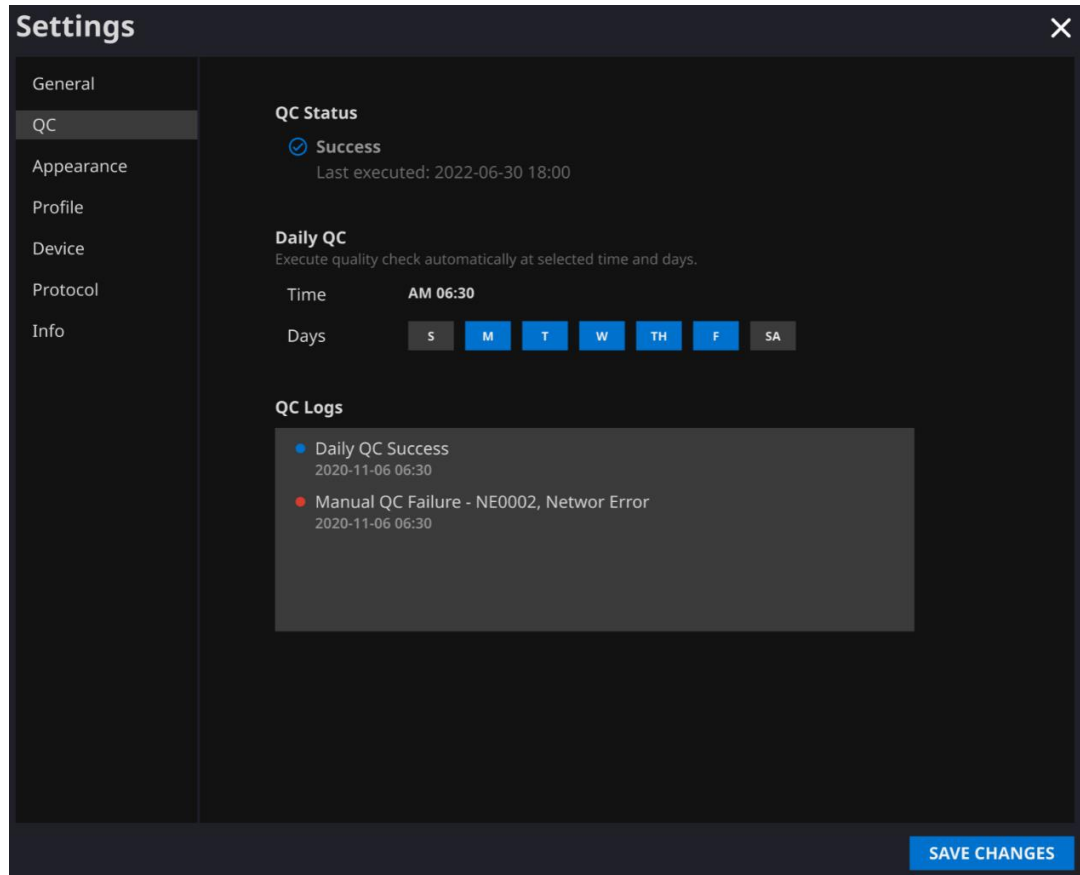 Settings
General
QC
Appearance
Profile
Device
Protocol
Info
QC Status
Success
Last executed: 2022-06-30 18:00
Daily QC
Execute quality check automatically at selected time and days.
Time AM 06:30
Days S M T W TH F SA
QC Logs
Daily QC Success
2020-11-06 06:30
Manual QC Failure - NE0002, Networ Error
2020-11-06 06:30
SAVE CHANGES